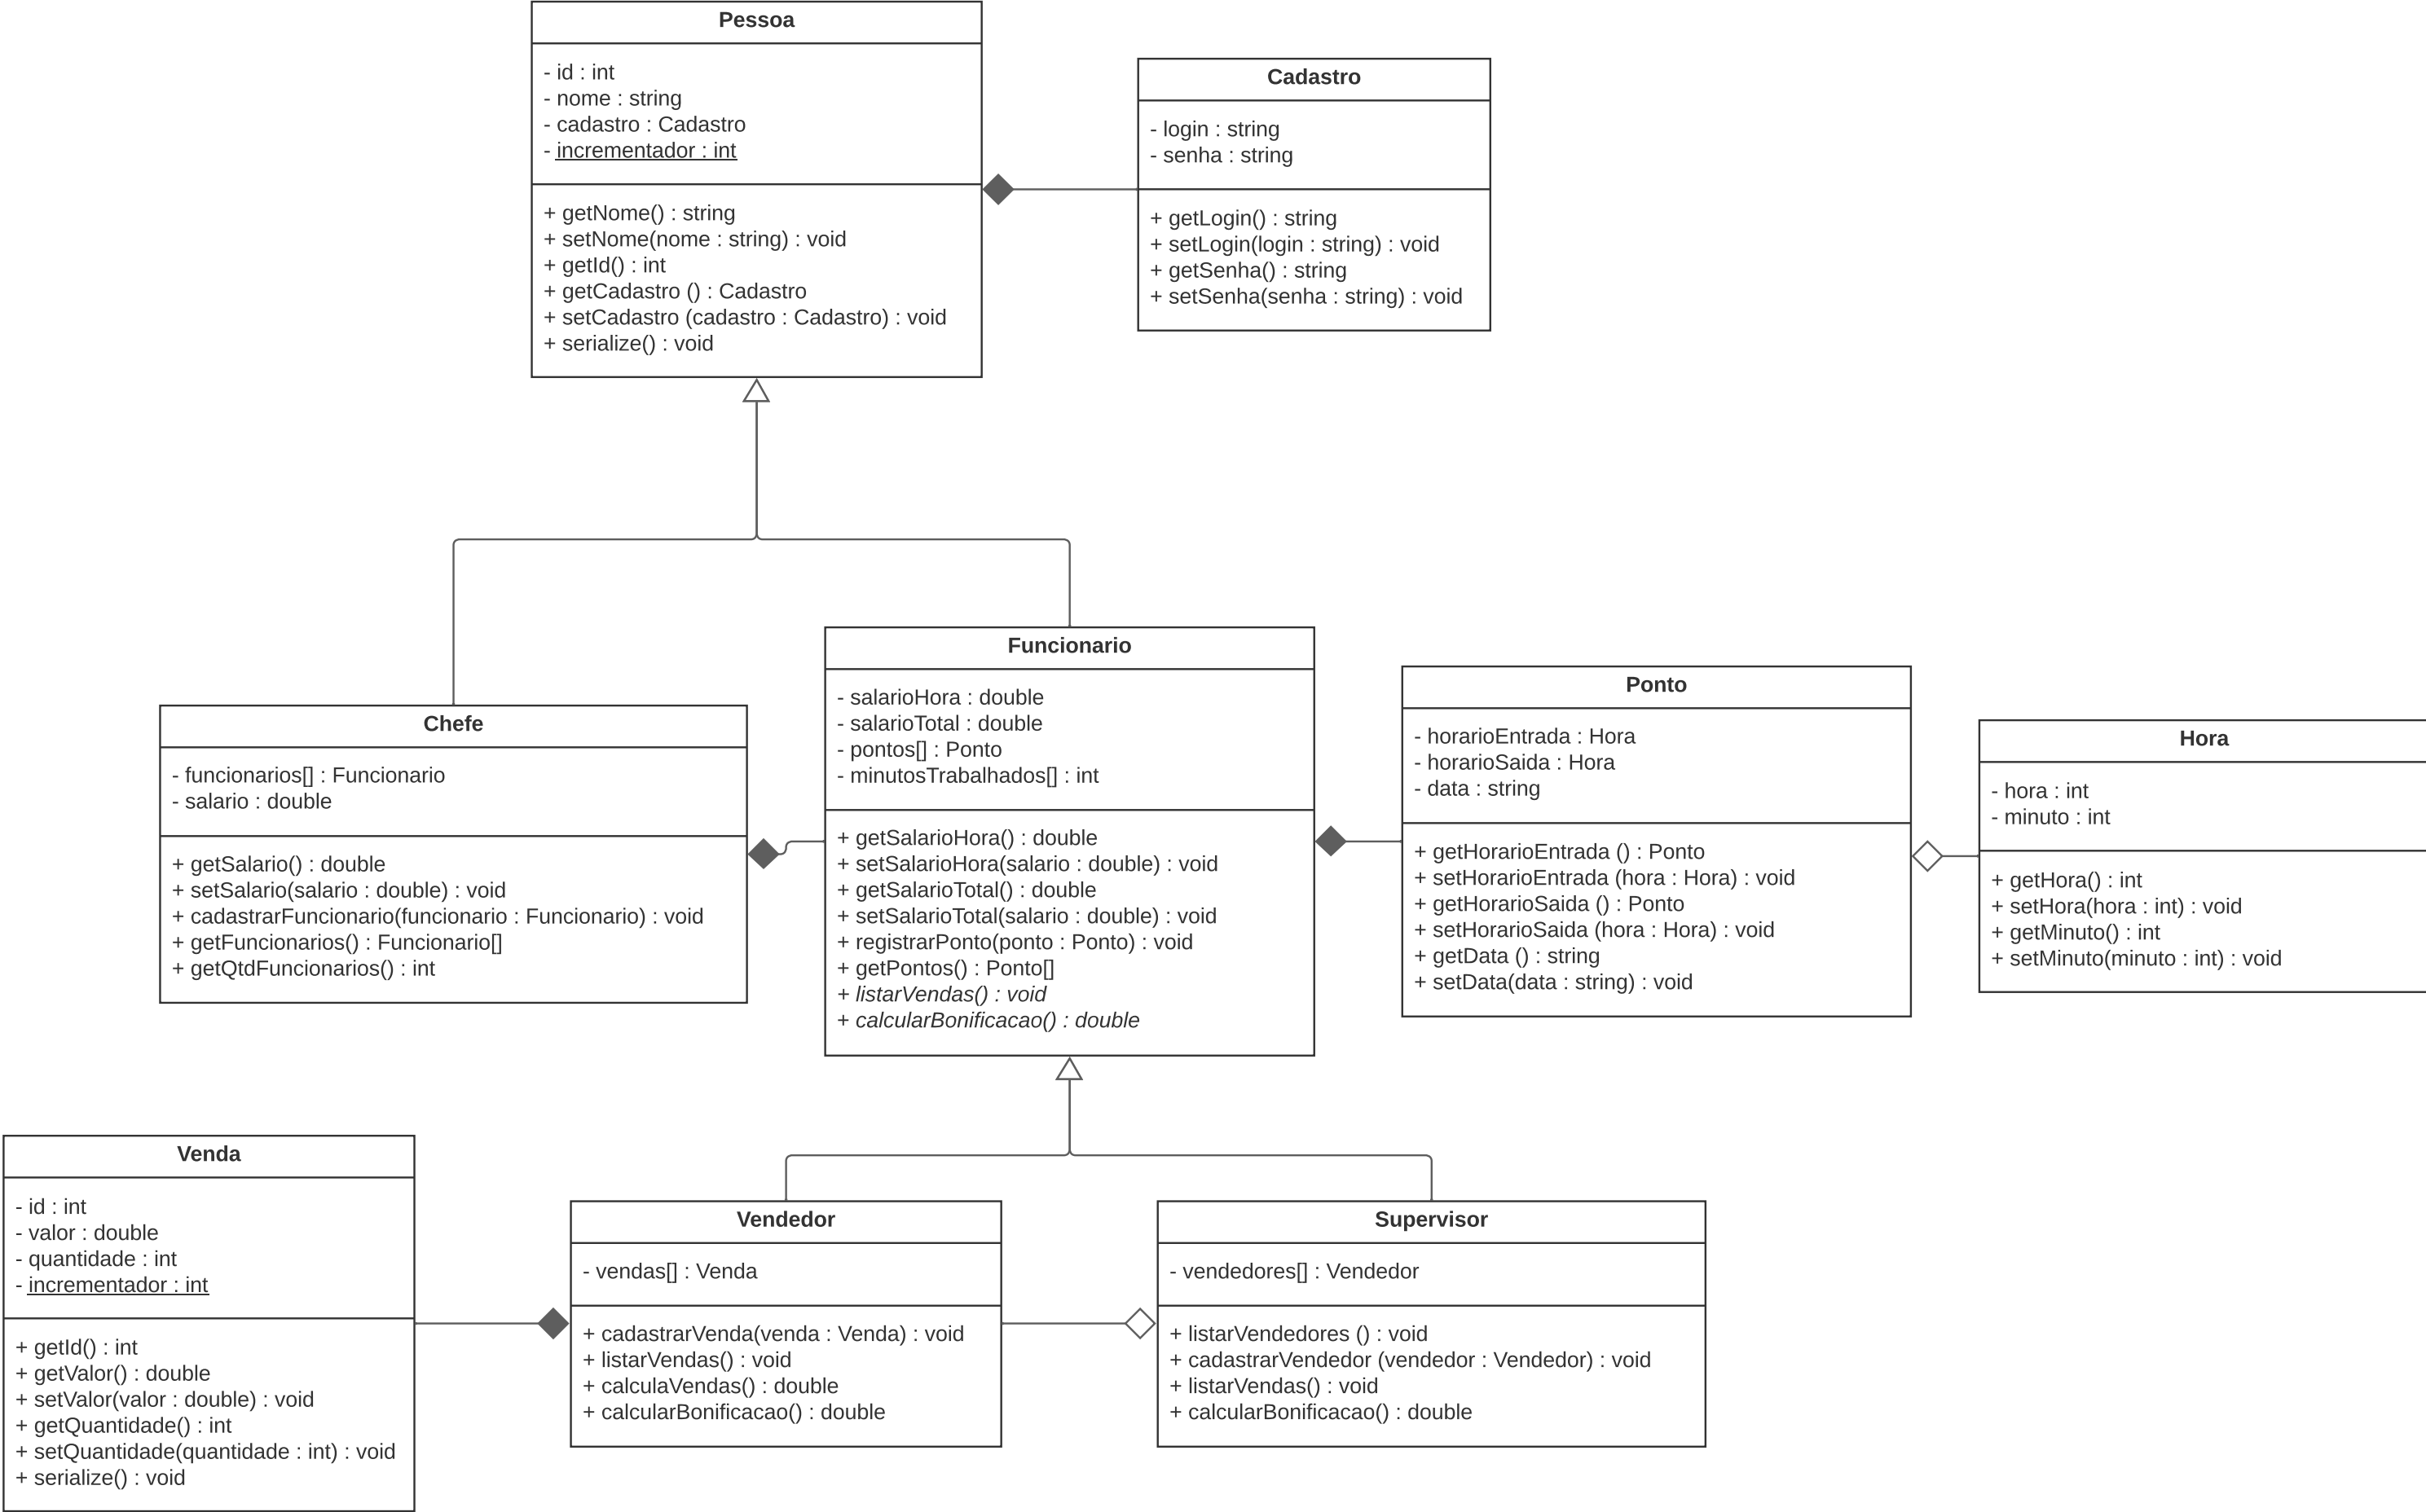 Pessoa
- id : int
- nome : string
- cadastro : Cadastro
- incrementador : int
+ getNome() : string
+ setNome(nome : string) : void
+ getId() : int
+ getCadastro () : Cadastro
+ setCadastro (cadastro : Cadastro) : void
+ serialize() : void
Cadastro
- login : string
- senha : string
+ getLogin() : string
+ setLogin(login : string) : void
+ getSenha() : string
+ setSenha(senha : string) : void
Chefe
- funcionarios[] : Funcionario
- salario : double
+ getSalario() : double
+ setSalario(salario : double) : void
+ cadastrarFuncionario(funcionario : Funcionario) : void
+ getFuncionarios() : Funcionario[]
+ getQtdFuncionarios() : int
Funcionario
- salarioHora : double
- salarioTotal : double
- pontos[] : Ponto
- minutosTrabalhados[] : int
+ getSalarioHora() : double
+ setSalarioHora(salario : double) : void
+ getSalarioTotal() : double
+ setSalarioTotal(salario : double) : void
+ registrarPonto(ponto : Ponto) : void
+ getPontos() : Ponto[]
+ listarVendas() : void
+ calcularBonificacao() : double
Ponto
- horarioEntrada : Hora
- horarioSaida : Hora
- data : string
+ getHorarioEntrada () : Ponto
+ setHorarioEntrada (hora : Hora) : void
+ getHorarioSaida () : Ponto
+ setHorarioSaida (hora : Hora) : void
+ getData () : string
+ setData(data : string) : void
Hora
- hora : int
- minuto : int
+ getHora() : int
+ setHora(hora : int) : void
+ getMinuto() : int
+ setMinuto(minuto : int) : void
Venda
- id : int
- valor : double
- quantidade : int
- incrementador : int
+ getId() : int
+ getValor() : double
+ setValor(valor : double) : void
+ getQuantidade() : int
+ setQuantidade(quantidade : int) : void
+ serialize() : void
Vendedor
- vendas[] : Venda
+ cadastrarVenda(venda : Venda) : void
+ listarVendas() : void
+ calculaVendas() : double
+ calcularBonificacao() : double
Supervisor
- vendedores[] : Vendedor
+ listarVendedores () : void
+ cadastrarVendedor (vendedor : Vendedor) : void
+ listarVendas() : void
+ calcularBonificacao() : double